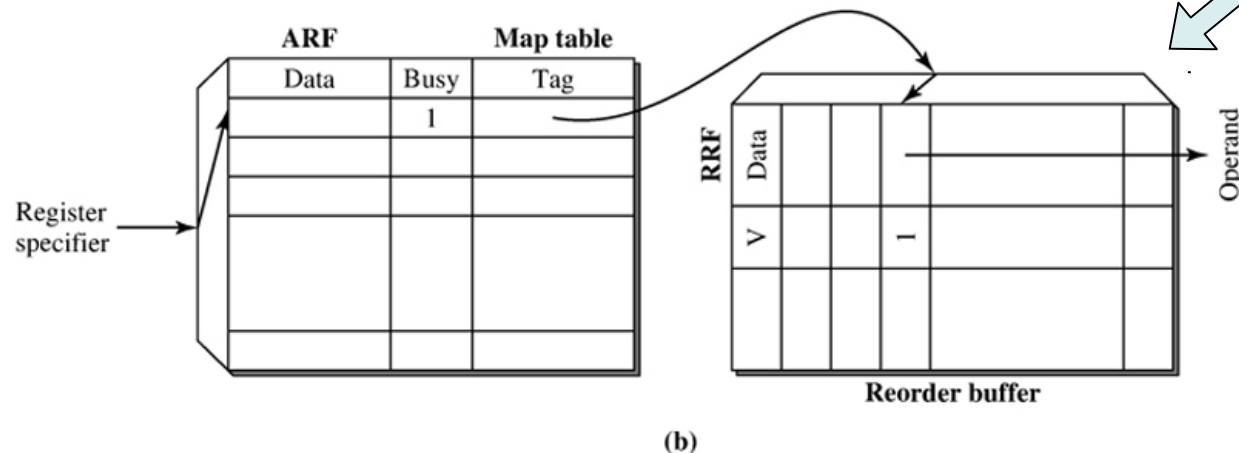 ARF
Map table
Data
Busy
Tag
1
Register
specifier
RRF
Data
V
1
Operand
Reorder buffer
(b)